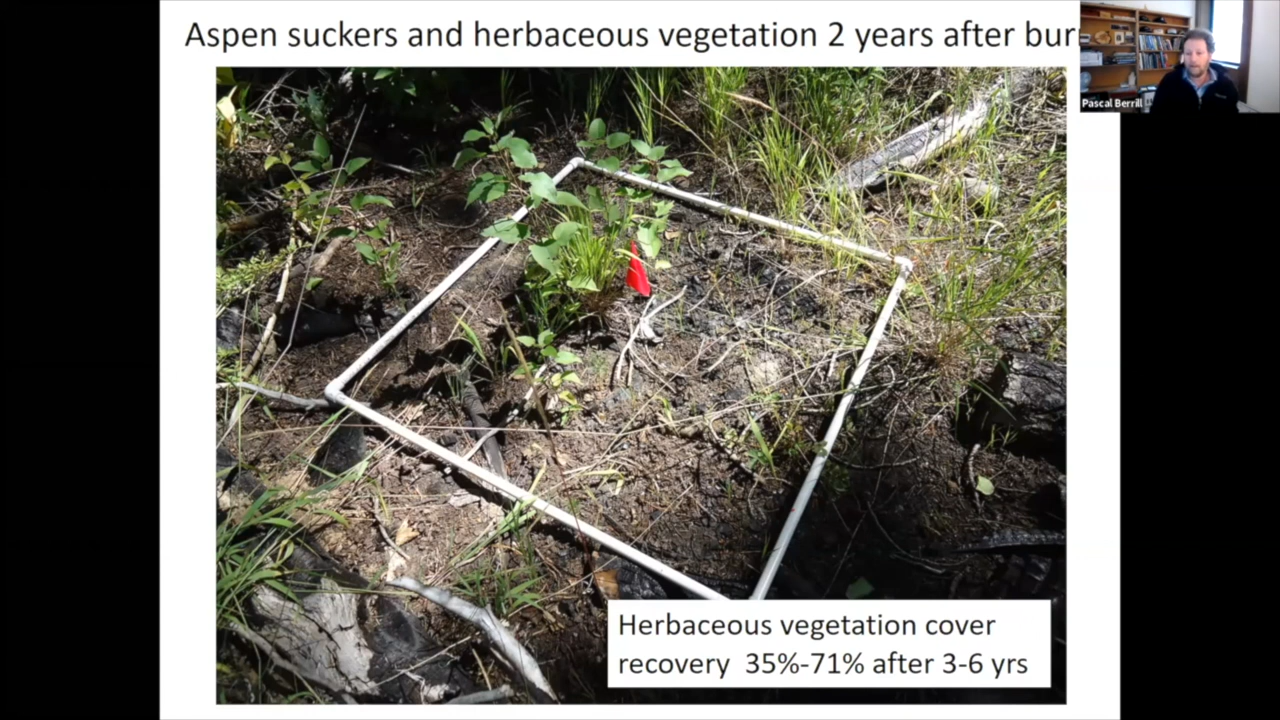 Aspen suckers and herbaceous vegetation 2 years after bur
Pascal Berrill
Herbaceous vegetation cover
recovery 35%-71% after 3-6 yrs